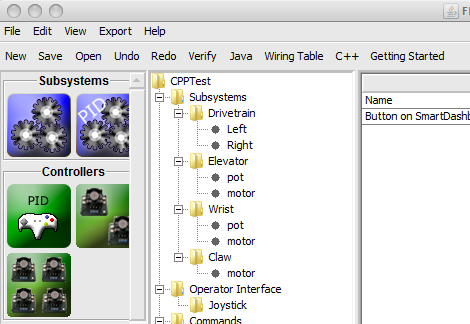 Fl
File Edit View Export Help
New Save Open Undo Redo Verify Java Wiring Table C++ Getting Started
Subsystems
PID
Controllers
PID
CPPTest
Subsystems
Drivetrain
Left
Right
Elevator
pot
motor
Wrist
pot
motor
Claw
motor
Operator Interface
Joystick
Commands
Name
Button on SmartDashb